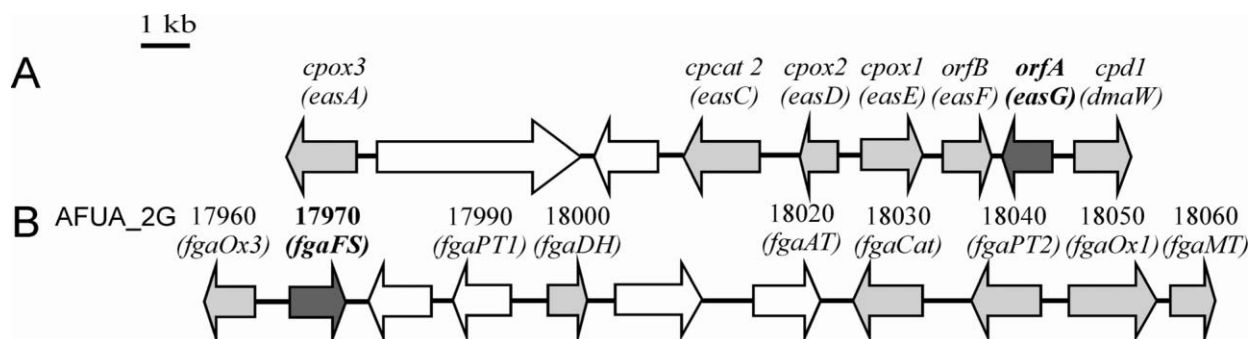 1 kb
A
cpox3 cpcat 2 cpox2 cpox1 orfB orfA cpd1
(easA) (easC) (easD) (easE) (easF) (easG) (dmaW)
B AFUA_2G 17960 17970 17990 18000 18020 18030 18040 18050 18060
(fgaOx3) (fgaFS) (fgaPT1) (fgaDH) (fgaAT) (fgaCat) (fgaPT2) (fgaOx1) (fgaMT)